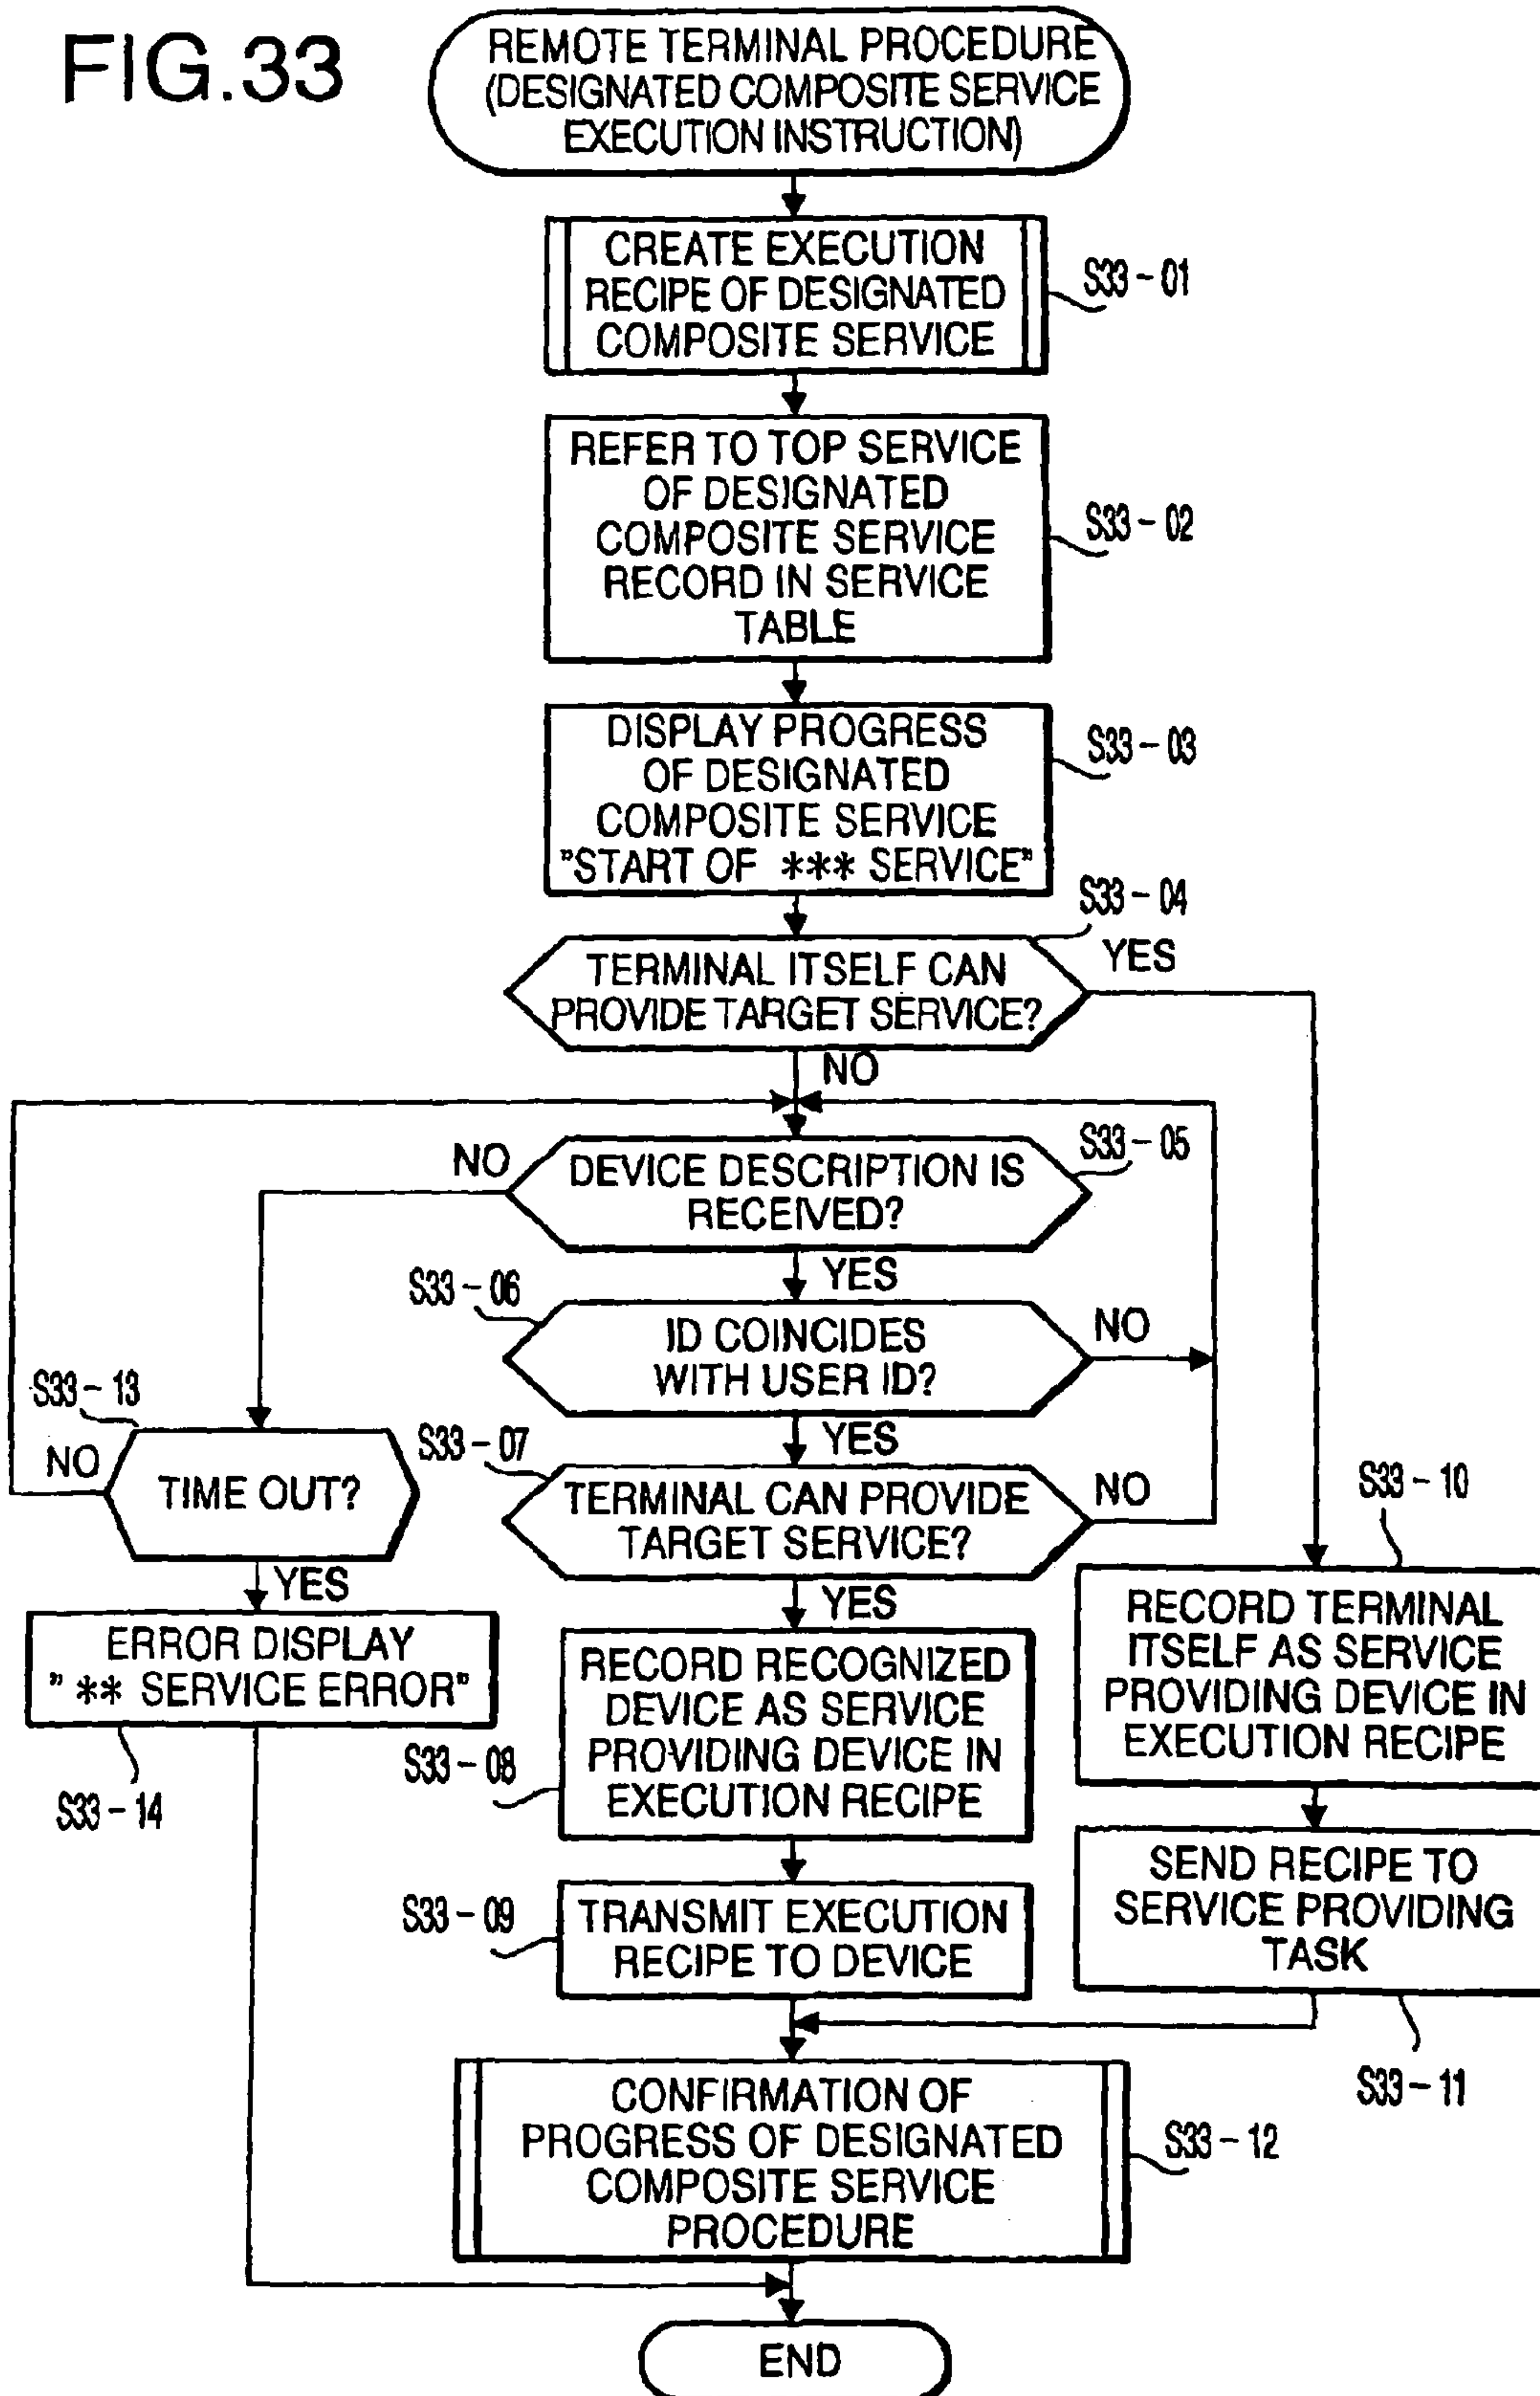 FIG.33
REMOTE TERMINAL PROCEDURE
(DESIGNATED COMPOSITE SERVICE
EXECUTION INSTRUCTION)
CREATE EXECUTION
RECIPE OF DESIGNATED
COMPOSITE SERVICE
S33-01
REFER TO TOP SERVICE
OF DESIGNATED
COMPOSITE SERVICE
RECORD IN SERVICE
TABLE
S33-02
DISPLAY PROGRESS
OF DESIGNATED
COMPOSITE SERVICE
"START OF *** SERVICE"
S33-03
S33-04
TERMINAL ITSELF CAN
PROVIDE TARGET SERVICE?
YES
NO
S33-05
NO
DEVICE DESCRIPTION IS
RECEIVED?
YES
S33-06
ID COINCIDES
WITH USER ID?
NO
YES
S33-13
NO
TIME OUT?
YES
S33-07
TERMINAL CAN PROVIDE
TARGET SERVICE?
NO
YES
ERROR DISPLAY
" ** SERVICE ERROR"
S33-14
RECORD RECOGNIZED
DEVICE AS SERVICE
PROVIDING DEVICE IN
EXECUTION RECIPE
S33-08
S33-10
RECORD TERMINAL
ITSELF AS SERVICE
PROVIDING DEVICE IN
EXECUTION RECIPE
S33-09
TRANSMIT EXECUTION
RECIPE TO DEVICE
SEND RECIPE TO
SERVICE PROVIDING
TASK
S33-11
CONFIRMATION OF
PROGRESS OF DESIGNATED
COMPOSITE SERVICE
PROCEDURE
S33-12
END